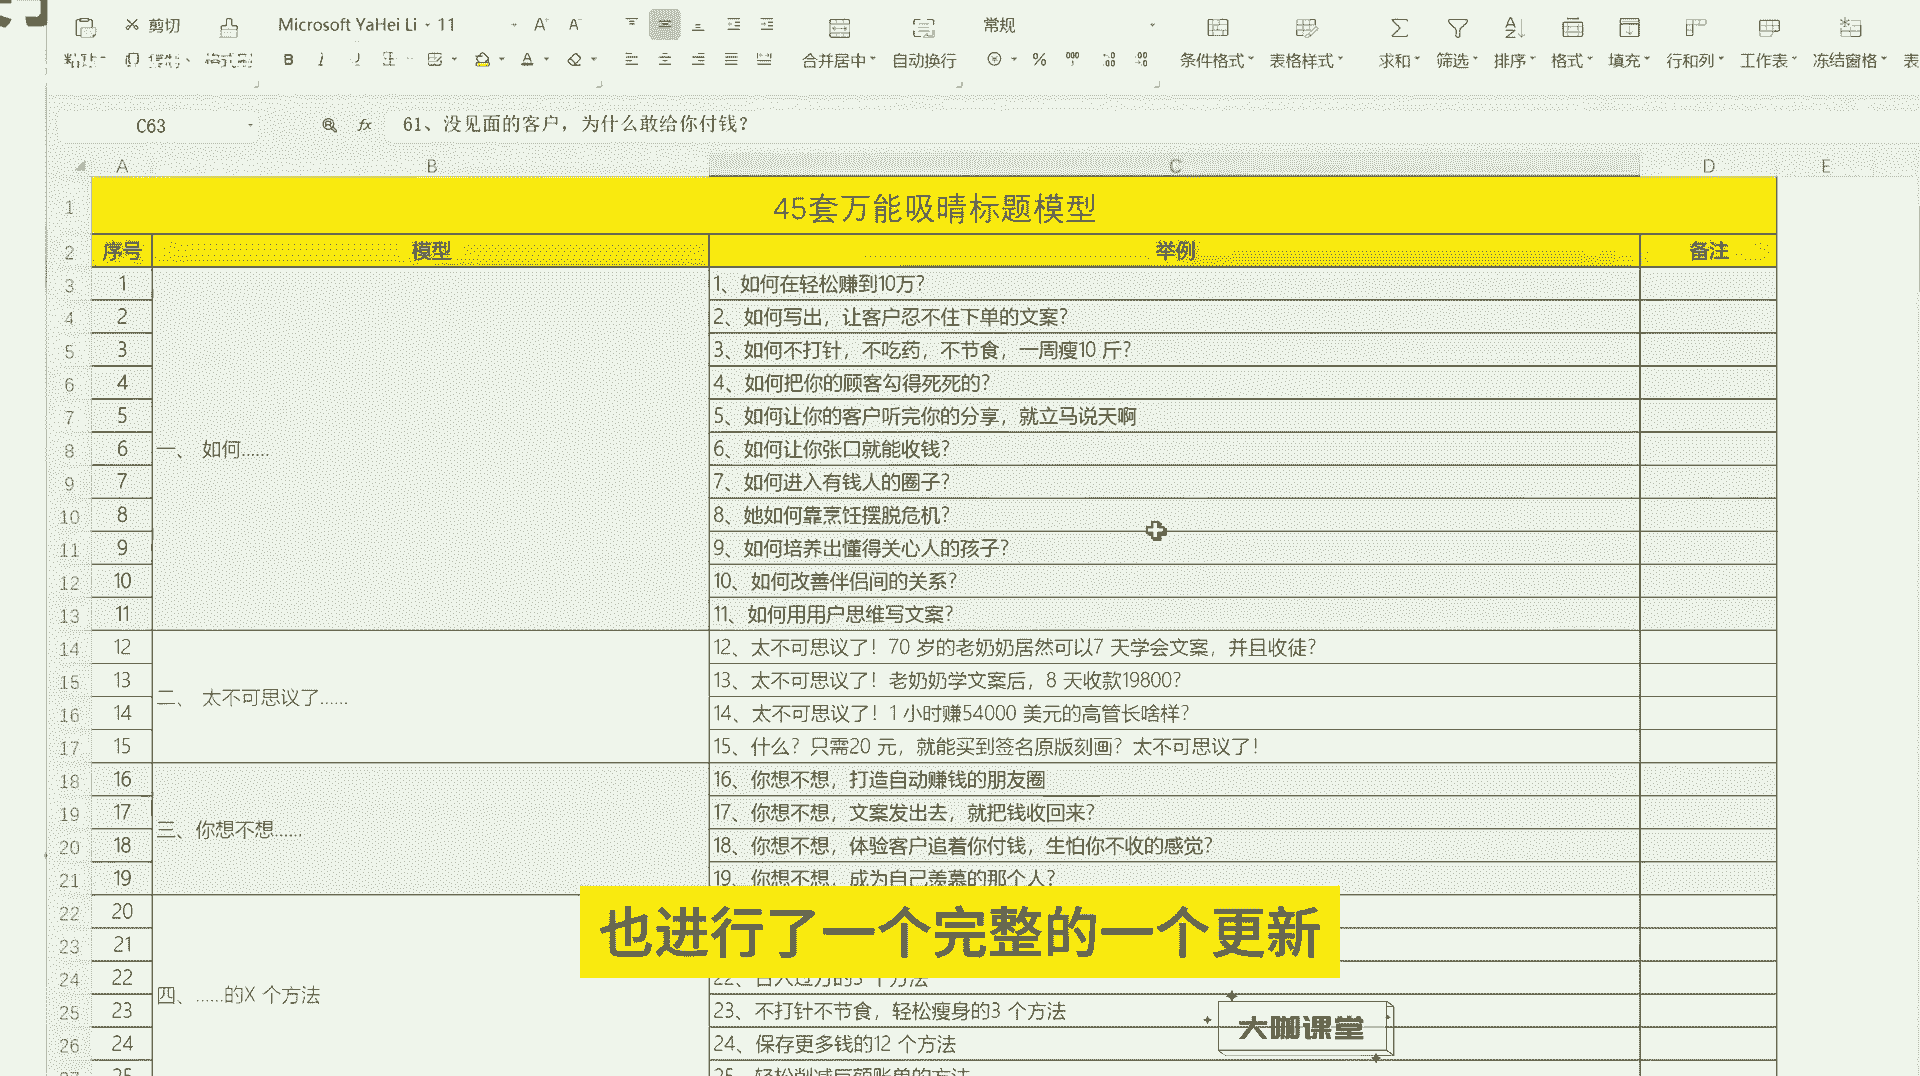 剪切
Microsoft YaHei Li 11 A⁺ A⁻ 常规
B I 合并居中 自动换行 % 条件格式 表格样式 求和 筛选 排序 格式 填充 行和列 工作表 冻结窗格
C63 fx 61、没见面的客户，为什么敢给你付钱？
A B C D E
1 45套万能吸晴标题模型
2 序号 模型 举例 备注
3 1 1、如何在轻松赚到10万？
4 2 2、如何写出，让客户忍不住下单的文案？
5 3 3、如何不打针，不吃药，不节食，一周瘦10 斤？
6 4 4、如何把你的顾客勾得死死的？
7 5 5、如何让你的客户听完你的分享，就立马说天啊
8 6 一、 如何...... 6、如何让你张口就能收钱？
9 7 7、如何进入有钱人的圈子？
10 8 8、她如何靠烹饪摆脱危机？
11 9 9、如何培养出懂得关心人的孩子？
12 10 10、如何改善伴侣间的关系？
13 11 11、如何用用户思维写文案？
14 12 12、太不可思议了！70 岁的老奶奶居然可以7 天学会文案，并且收徒？
15 13 二、 太不可思议了...... 13、太不可思议了！老奶奶学文案后，8 天收款19800？
16 14 14、太不可思议了！1 小时赚54000 美元的高管长啥样？
17 15 15、什么？只需20 元，就能买到签名原版刻画？太不可思议了！
18 16 16、你想不想，打造自动赚钱的朋友圈
19 17 三、你想不想...... 17、你想不想，文案发出去，就把钱收回来？
20 18 18、你想不想，体验客户追着你付钱，生怕你不收的感觉？
21 19 19、你想不想，成为自己羡慕的那个人？
22 20
23 21
也进行了一个完整的一个更新
24 22 四、......的X 个方法
25 23 23、不打针不节食，轻松瘦身的3 个方法
26 24 24、保存更多钱的12 个方法
大咖课堂